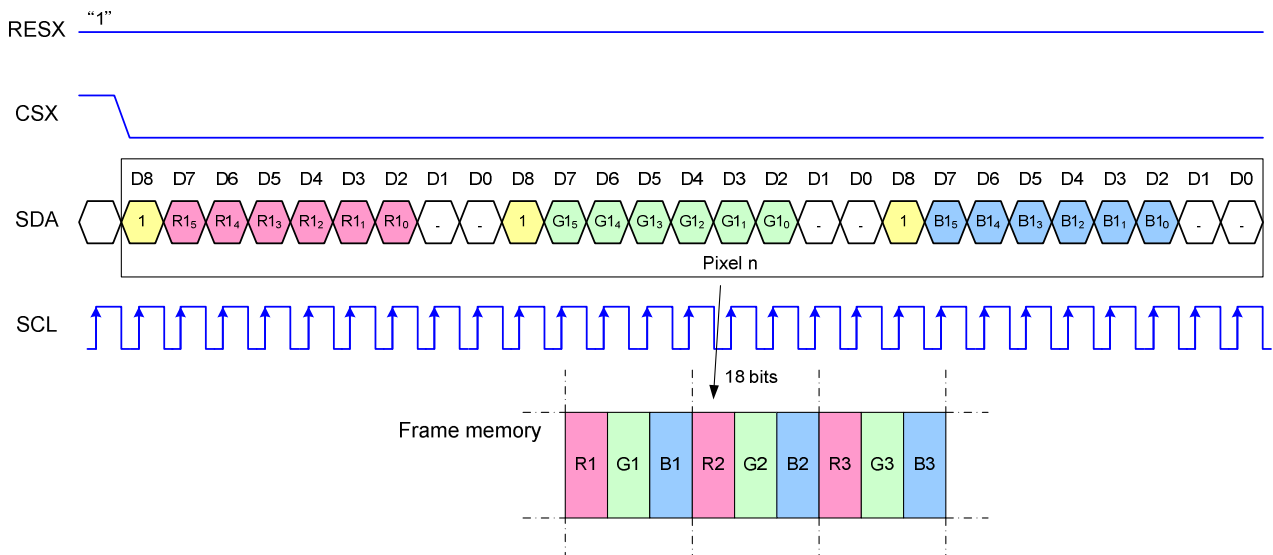 RESX “1”
CSX
D8 D7 D6 D5 D4 D3 D2 D1 D0 D8 D7 D6 D5 D4 D3 D2 D1 D0 D8 D7 D6 D5 D4 D3 D2 D1 D0
SDA 1 R1₅ R1₄ R1₃ R1₂ R1₁ R1₀ - - 1 G1₅ G1₄ G1₃ G1₂ G1₁ G1₀ - - 1 B1₅ B1₄ B1₃ B1₂ B1₁ B1₀ - -
Pixel n
SCL
18 bits
Frame memory
R1 G1 B1 R2 G2 B2 R3 G3 B3